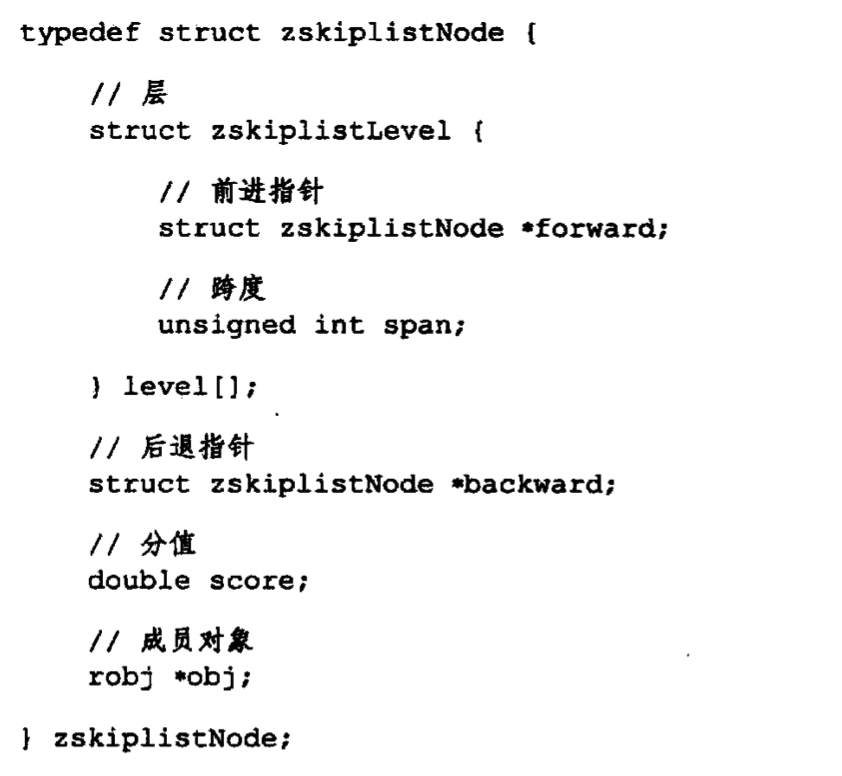 typedef struct zskiplistNode {
// 层
struct zskiplistLevel {
// 前进指针
struct zskiplistNode *forward;
// 跨度
unsigned int span;
} level[];
// 后退指针
struct zskiplistNode *backward;
// 分值
double score;
// 成员对象
robj *obj;
} zskiplistNode;